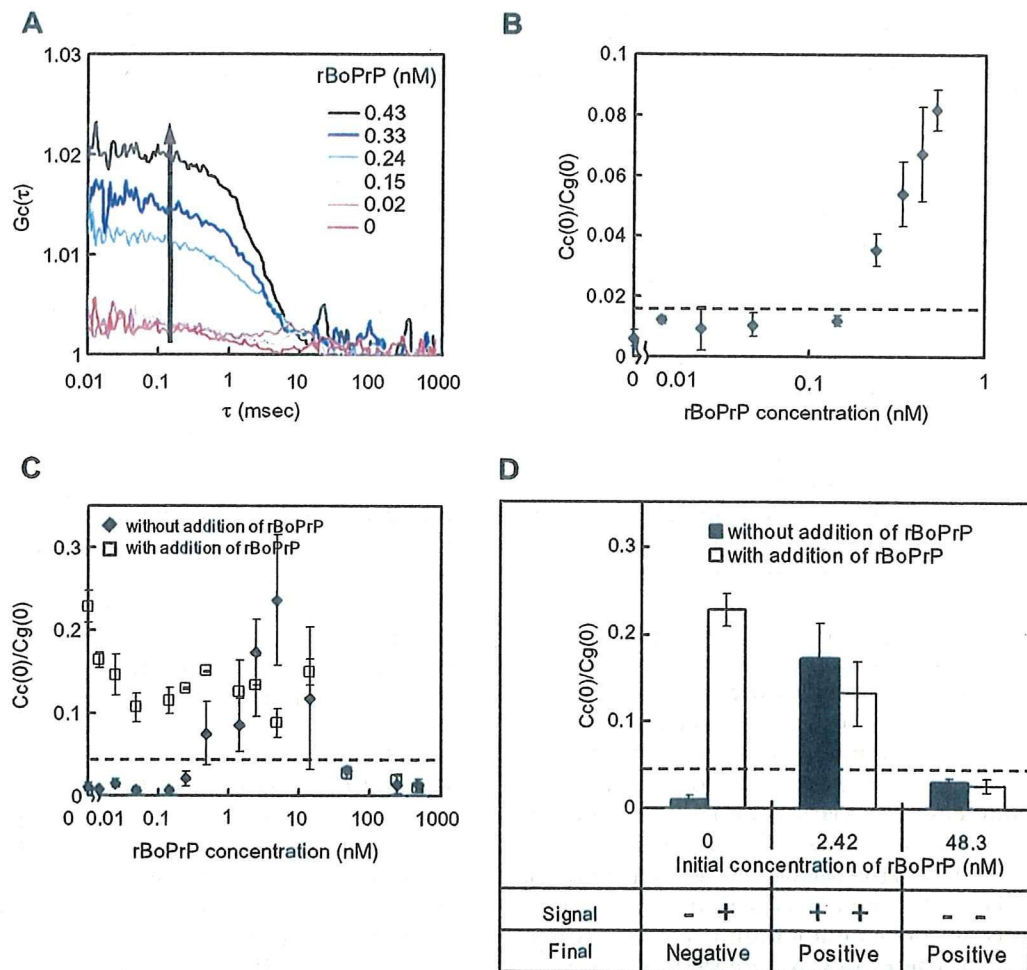 A
1.03
1.02
1.01
1
Gc(τ)
0.01 0.1 1 10 100 1000
τ (msec)
rBoPrP (nM)
0.43
0.33
0.24
0.15
0.02
0
B
0.1
0.08
0.06
0.04
0.02
0
Cc(0)/Cg(0)
0 0.01 0.1 1
rBoPrP concentration (nM)
C
without addition of rBoPrP
with addition of rBoPrP
0.3
0.2
0.1
0
Cc(0)/Cg(0)
0 0.01 0.1 1 10 100 1000
rBoPrP concentration (nM)
D
without addition of rBoPrP
with addition of rBoPrP
0.3
0.2
0.1
0
Cc(0)/Cg(0)
0 2.42 48.3
Initial concentration of rBoPrP (nM)
Signal - + + + - -
Final Negative Positive Positive